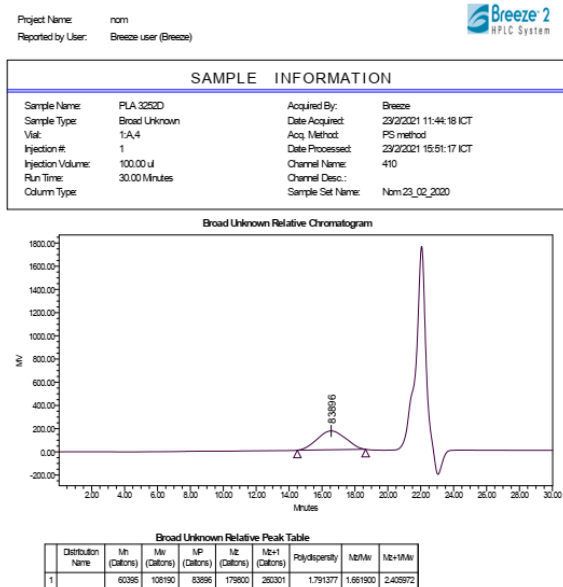 Project Name: nom
Reported by User: Breeze user (Breeze)
Breeze 2
HPLC System
SAMPLE INFORMATION
Sample Name: PLA 3252D Acquired By: Breeze
Sample Type: Broad Unknown Date Acquired: 23/2/2021 11:44:18 ICT
Vial: 1:A,4 Acq. Method: PS method
Injection #: 1 Date Processed: 23/2/2021 15:51:17 ICT
Injection Volume: 100.00 ul Channel Name: 410
Run Time: 30.00 Minutes Channel Desc.:
Column Type: Sample Set Name: Nom 23_02_2020
Broad Unknown Relative Chromatogram
1800.00
1600.00
1400.00
1200.00
1000.00
800.00
600.00
400.00
200.00
0.00
-200.00
MV
83896
2.00 4.00 6.00 8.00 10.00 12.00 14.00 16.00 18.00 20.00 22.00 24.00 26.00 28.00 30.00
Minutes
Broad Unknown Relative Peak Table
Distribution Name Mn (Daltons) Mw (Daltons) MP (Daltons) Mz (Daltons) Mz+1 (Daltons) Polydispersity Mz/Mw Mz+1/Mw
1 60395 108190 83896 179800 260301 1.791377 1.661900 2.405972